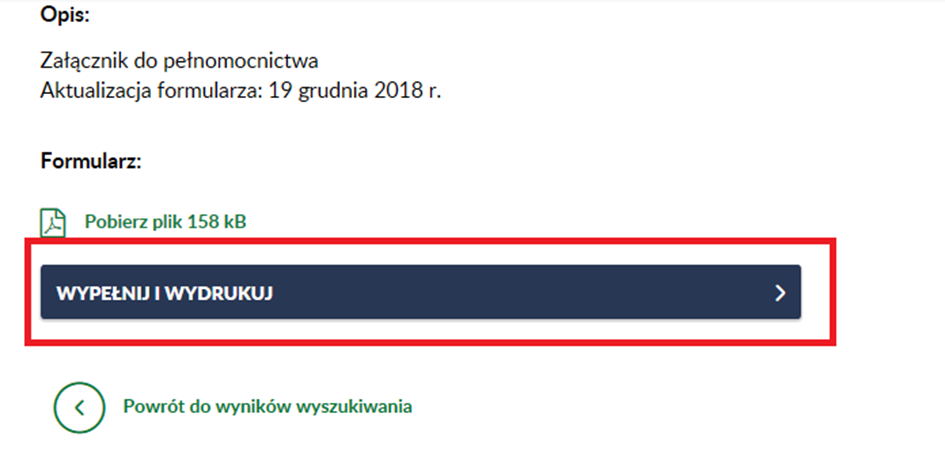 Opis:
Załącznik do pełnomocnictwa
Aktualizacja formularza: 19 grudnia 2018 r.
Formularz:
Pobierz plik 158 kB
WYPEŁNIJ I WYDRUKUJ
Powrót do wyników wyszukiwania